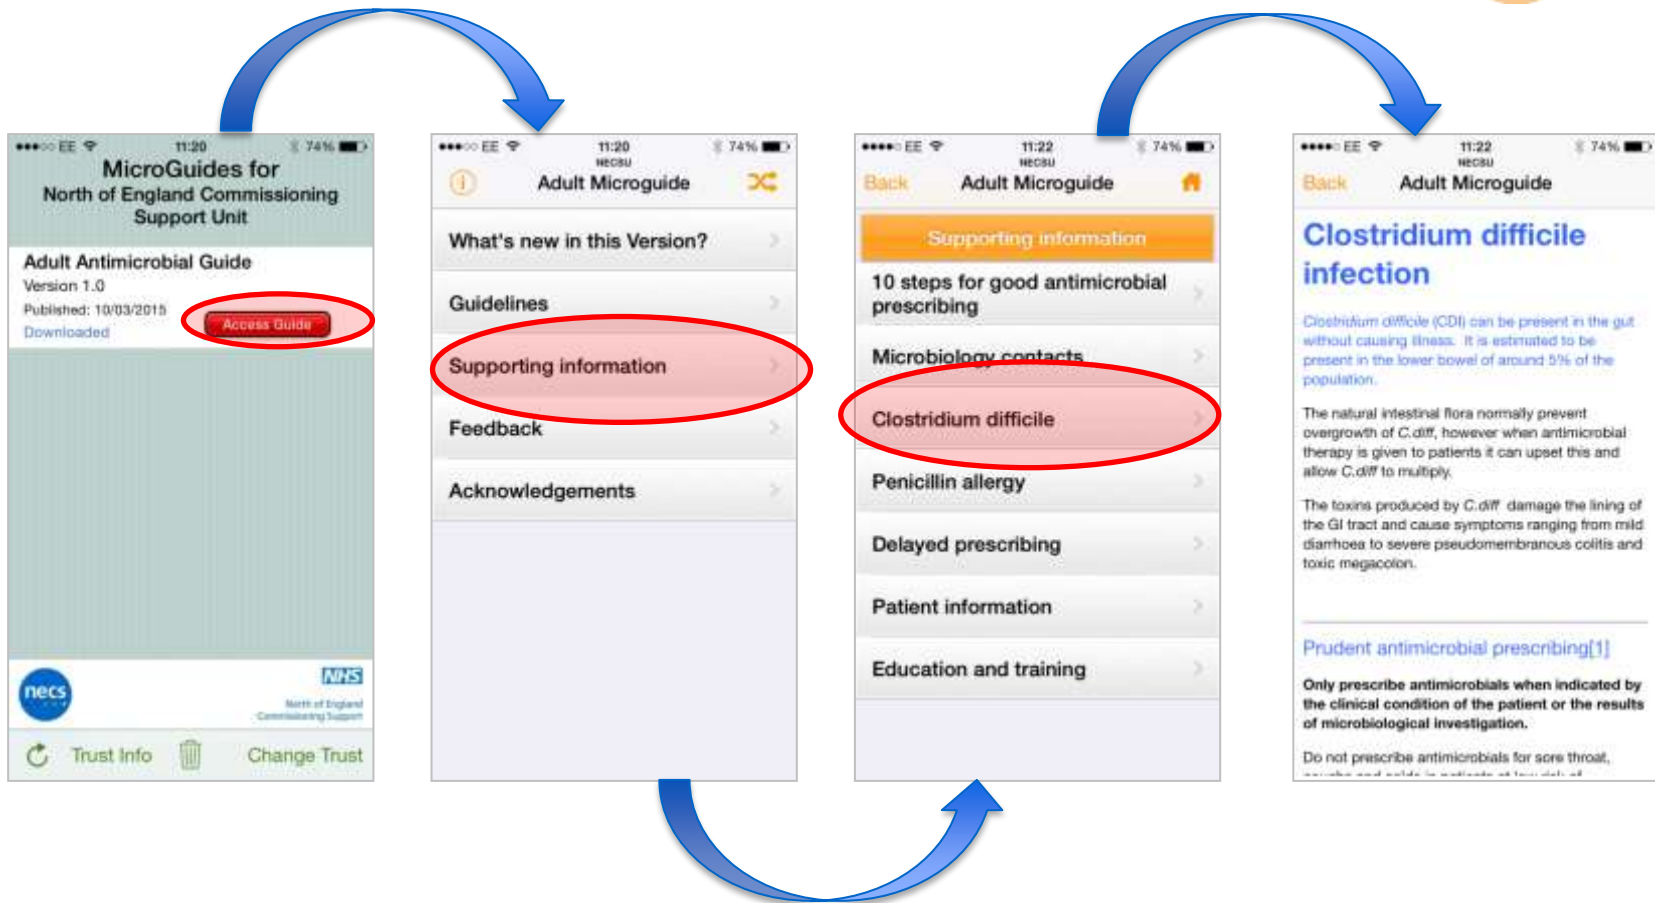 ●●●○○ EE 11:20 74%
MicroGuides for
North of England Commissioning
Support Unit
Adult Antimicrobial Guide
Version 1.0
Published: 10/03/2015
Access Guide
Downloaded
necs
NHS
North of England
Commissioning Support
Trust Info Change Trust
●●●○○ EE 11:20 74%
NECSU
Adult Microguide
What's new in this Version?
Guidelines
Supporting information
Feedback
Acknowledgements
●●●●○ EE 11:22 74%
NECSU
Back Adult Microguide
Supporting information
10 steps for good antimicrobial
prescribing
Microbiology contacts
Clostridium difficile
Penicillin allergy
Delayed prescribing
Patient information
Education and training
●●●●○ EE 11:22 74%
NECSU
Back Adult Microguide
Clostridium difficile
infection
Clostridium difficile (CDI) can be present in the gut
without causing illness. It is estimated to be
present in the lower bowel of around 5% of the
population.
The natural intestinal flora normally prevent
overgrowth of C.diff, however when antimicrobial
therapy is given to patients it can upset this and
allow C.diff to multiply.
The toxins produced by C.diff damage the lining of
the GI tract and cause symptoms ranging from mild
diarrhoea to severe pseudomembranous colitis and
toxic megacolon.
Prudent antimicrobial prescribing[1]
Only prescribe antimicrobials when indicated by
the clinical condition of the patient or the results
of microbiological investigation.
Do not prescribe antimicrobials for sore throat,